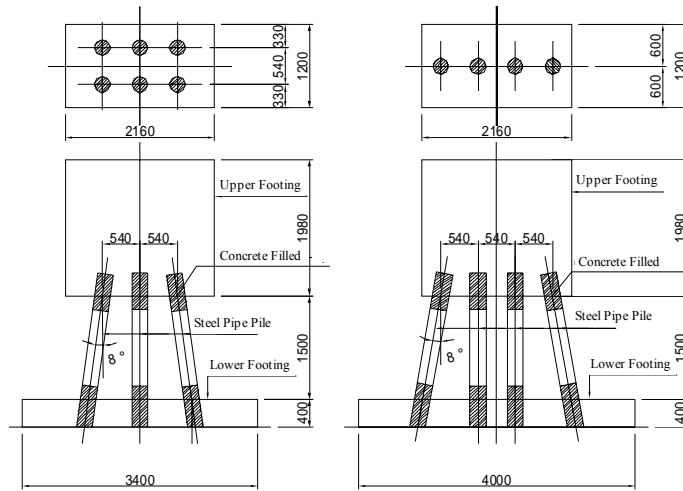 330
540
330
1200
2160
600
600
1200
2160
Upper Footing
540 540
Concrete Filled
1980
Steel Pipe Pile
8°
1500
Lower Footing
400
3400
Upper Footing
540 540 540
Concrete Filled
1980
Steel Pipe Pile
8°
1500
Lower Footing
400
4000